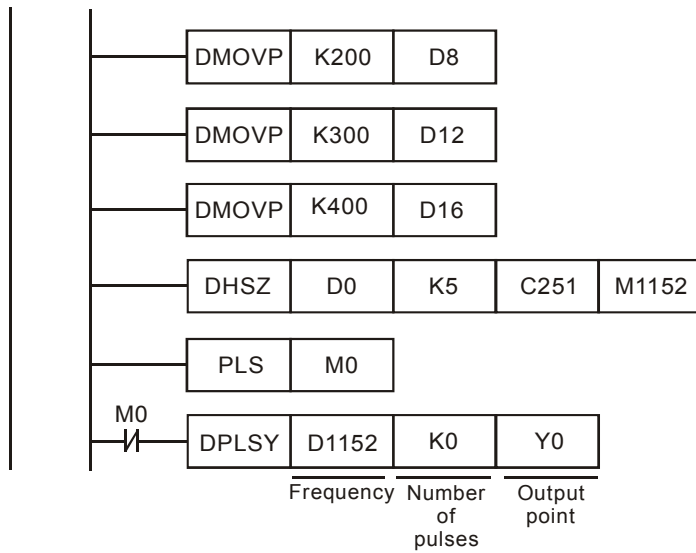 DMOVP K200 D8
DMOVP K300 D12
DMOVP K400 D16
DHSZ D0 K5 C251 M1152
PLS M0
M0
DPLSY D1152 K0 Y0
Frequency Number of pulses Output point